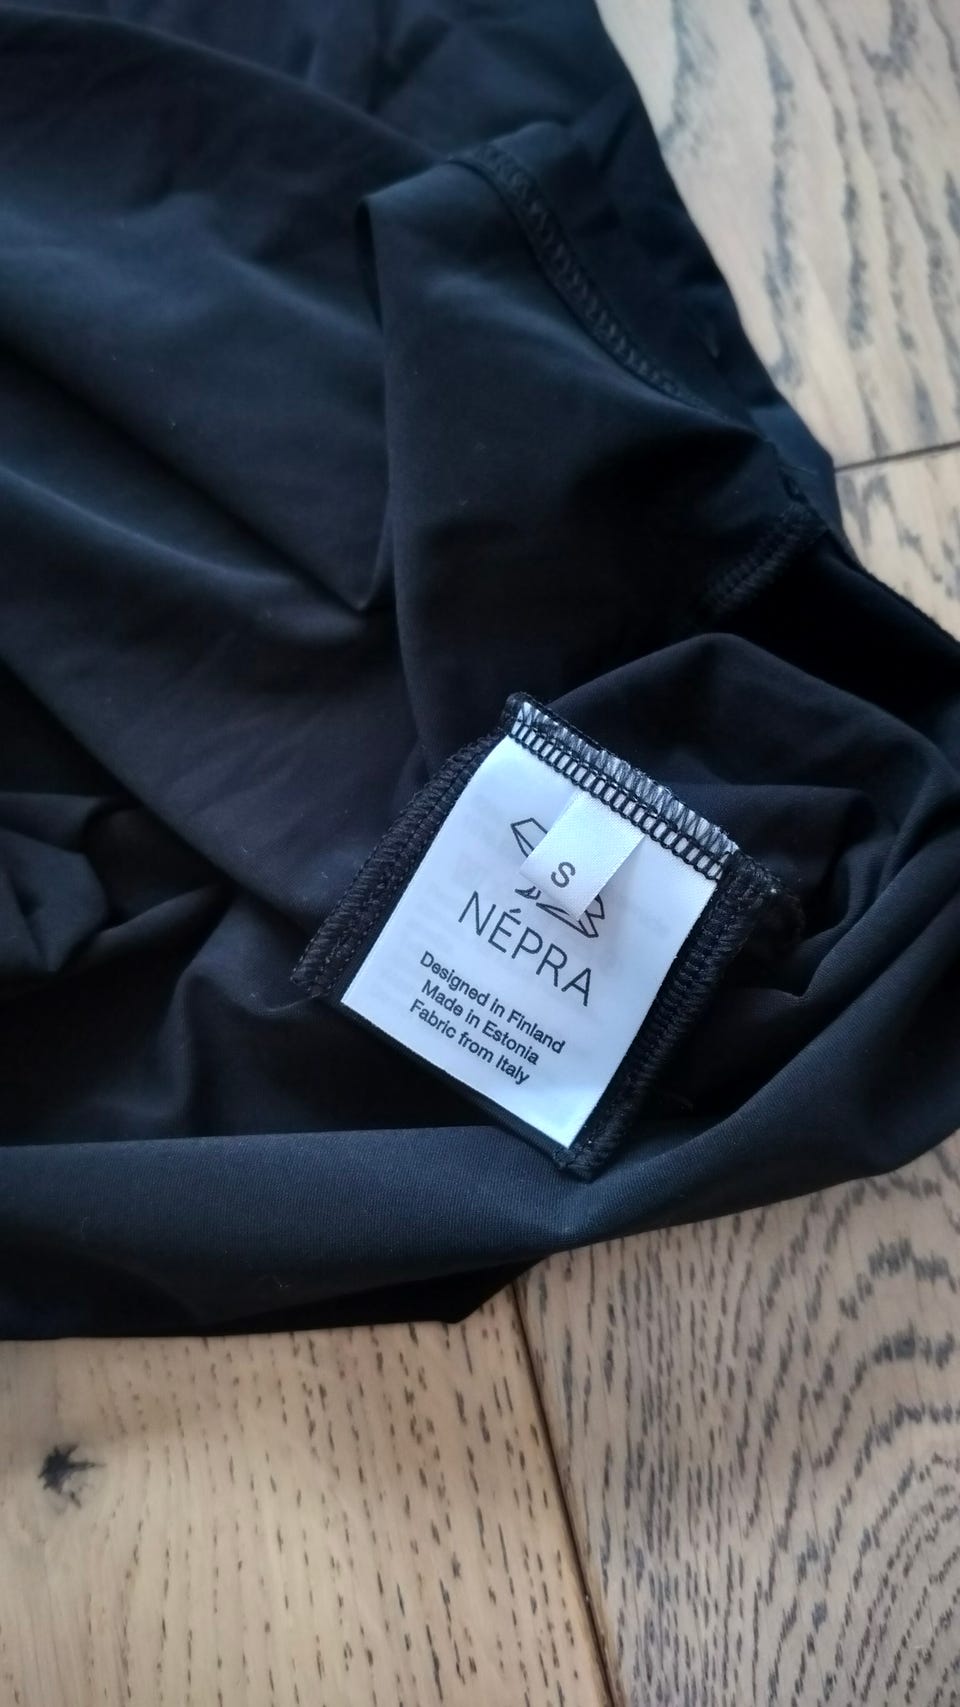 S
NÉPRA
Designed in Finland
Made in Estonia
Fabric from Italy